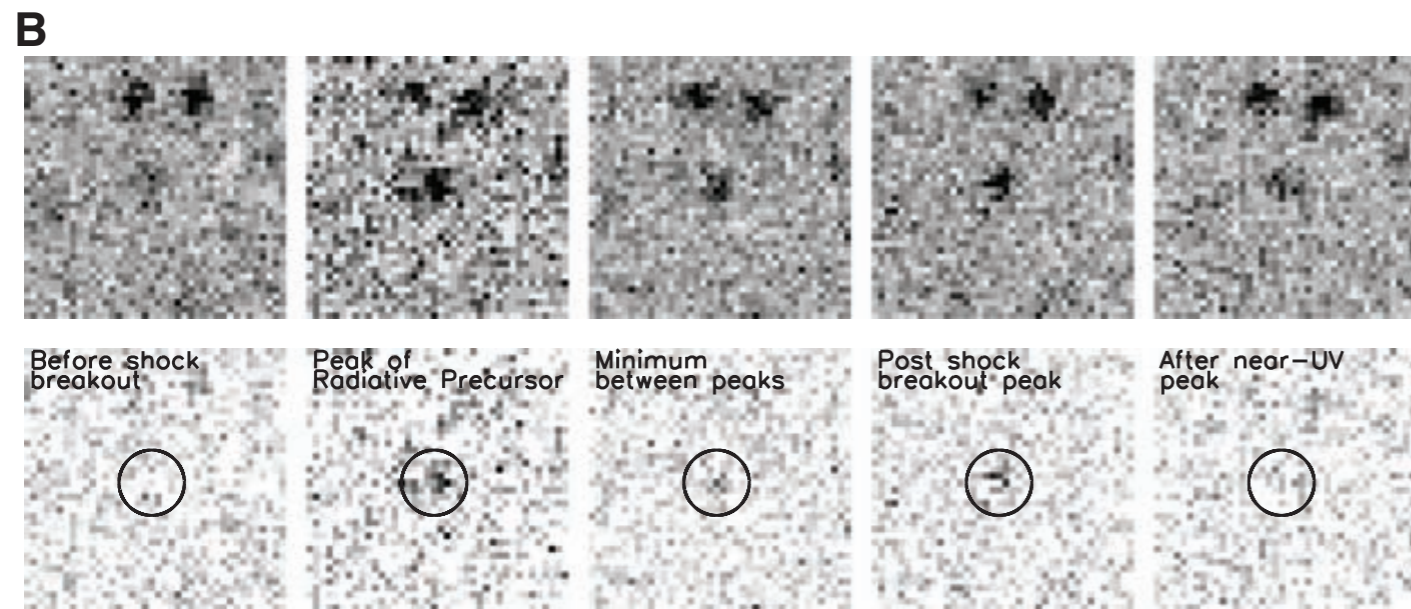 B
Before shock
breakout
Peak of
Radiative Precursor
Minimum
between peaks
Post shock
breakout peak
After near-UV
peak